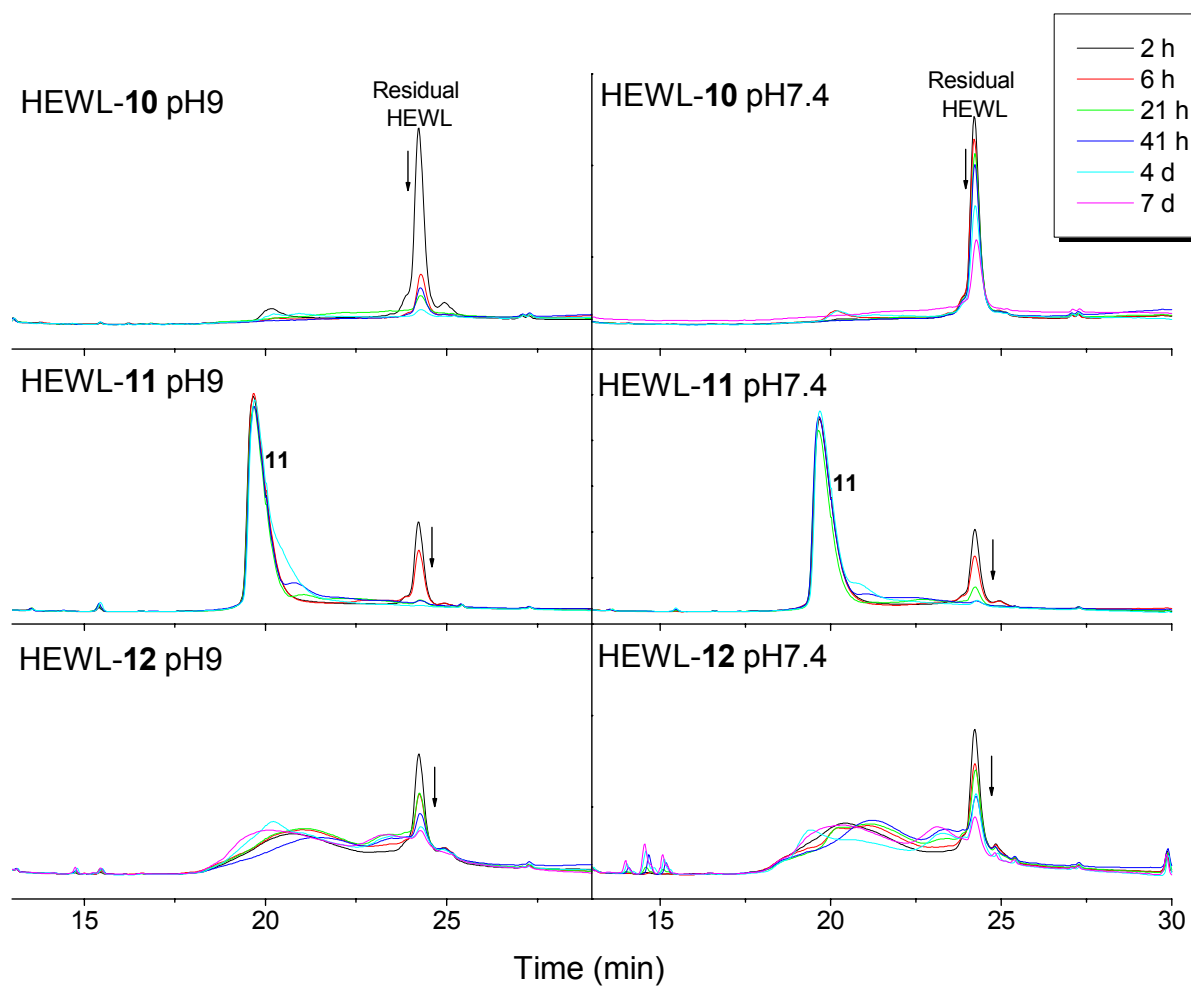 HEWL-10 pH9
Residual
HEWL
HEWL-10 pH7.4
Residual
HEWL
2 h
6 h
21 h
41 h
4 d
7 d
HEWL-11 pH9
11
HEWL-11 pH7.4
11
HEWL-12 pH9
HEWL-12 pH7.4
15 20 25 15 20 25 30
Time (min)